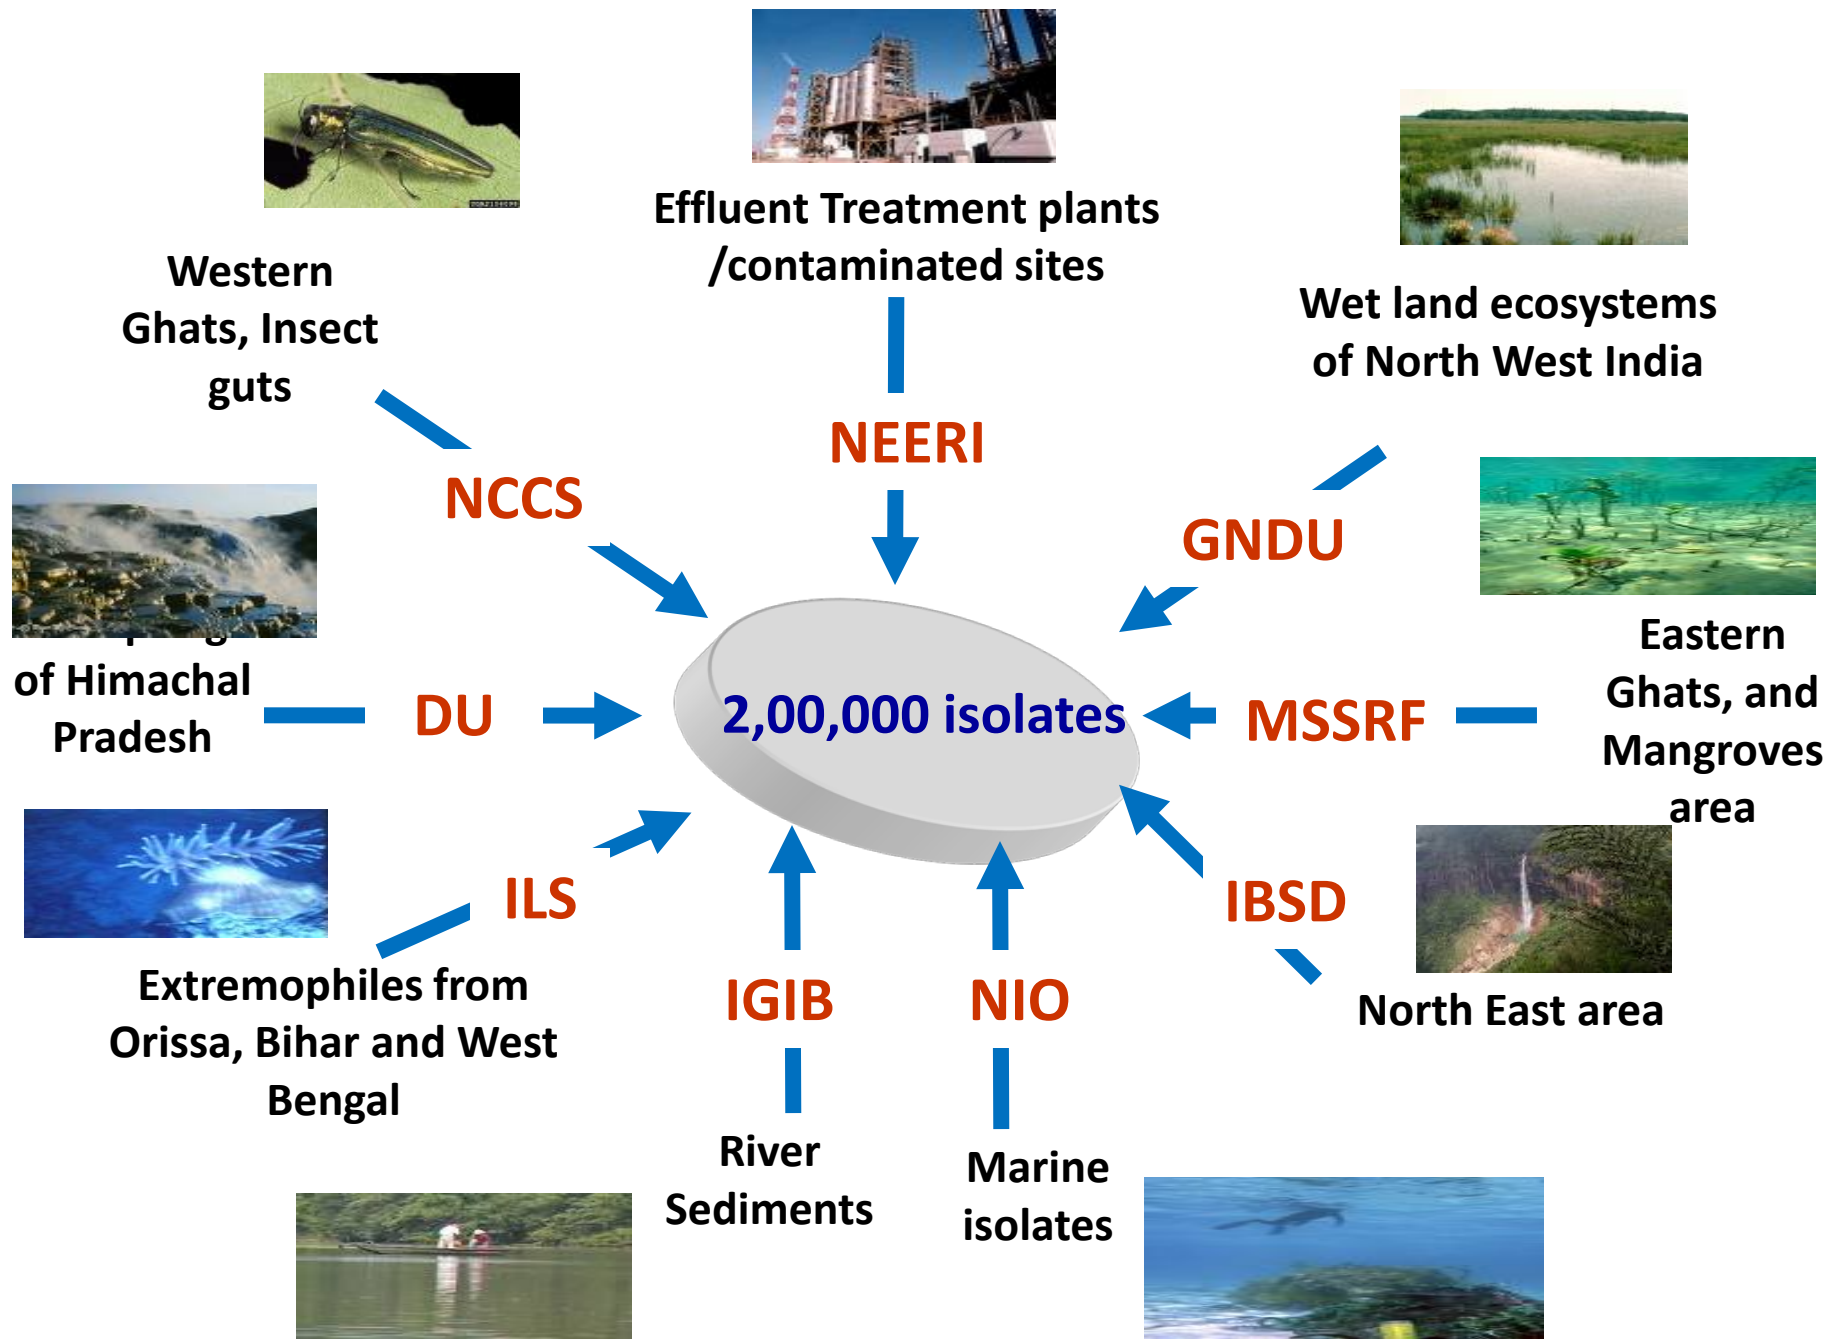 Effluent Treatment plants
/contaminated sites
Western
Ghats, Insect
guts
Wet land ecosystems
of North West India
NEERI
NCCS
GNDU
of Himachal
Pradesh
Eastern
Ghats, and
Mangroves
area
DU
2,00,000 isolates
MSSRF
ILS
IBSD
Extremophiles from
Orissa, Bihar and West
Bengal
IGIB
NIO
North East area
River
Sediments
Marine
isolates